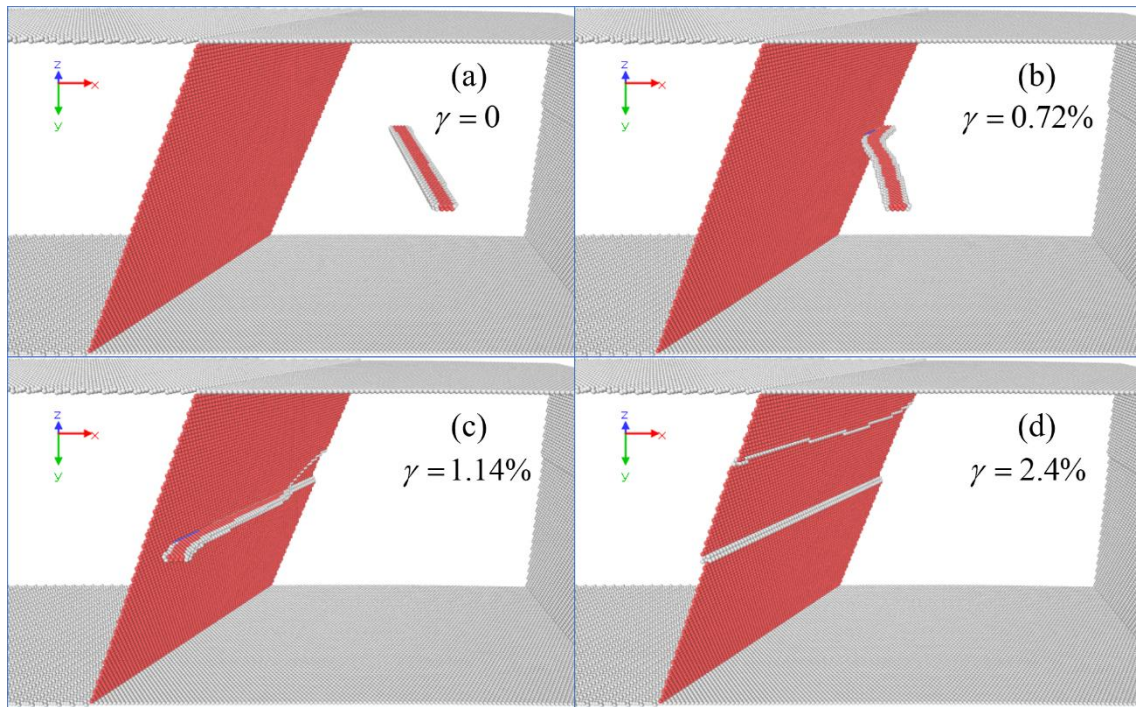 z
x
y
(a)
γ = 0
z
x
y
(b)
γ = 0.72%
z
x
y
(c)
γ = 1.14%
z
x
y
(d)
γ = 2.4%